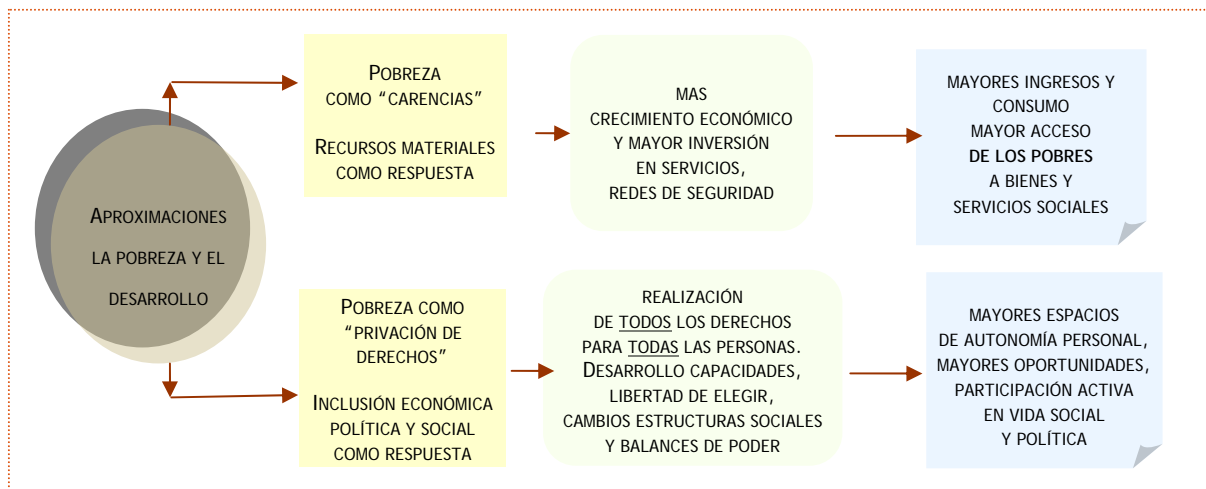 APROXIMACIONES
LA POBREZA Y EL
DESARROLLO
POBREZA
COMO “CARENCIAS”
RECURSOS MATERIALES
COMO RESPUESTA
MAS
CRECIMIENTO ECONÓMICO
Y MAYOR INVERSIÓN
EN SERVICIOS,
REDES DE SEGURIDAD
MAYORES INGRESOS Y
CONSUMO
MAYOR ACCESO
DE LOS POBRES
A BIENES Y
SERVICIOS SOCIALES
POBREZA COMO
“PRIVACIÓN DE
DERECHOS”
INCLUSIÓN ECONÓMICA
POLÍTICA Y SOCIAL
COMO RESPUESTA
REALIZACIÓN
DE TODOS LOS DERECHOS
PARA TODAS LAS PERSONAS.
DESARROLLO CAPACIDADES,
LIBERTAD DE ELEGIR,
CAMBIOS ESTRUCTURAS SOCIALES
Y BALANCES DE PODER
MAYORES ESPACIOS
DE AUTONOMÍA PERSONAL,
MAYORES OPORTUNIDADES,
PARTICIPACIÓN ACTIVA
EN VIDA SOCIAL
Y POLÍTICA